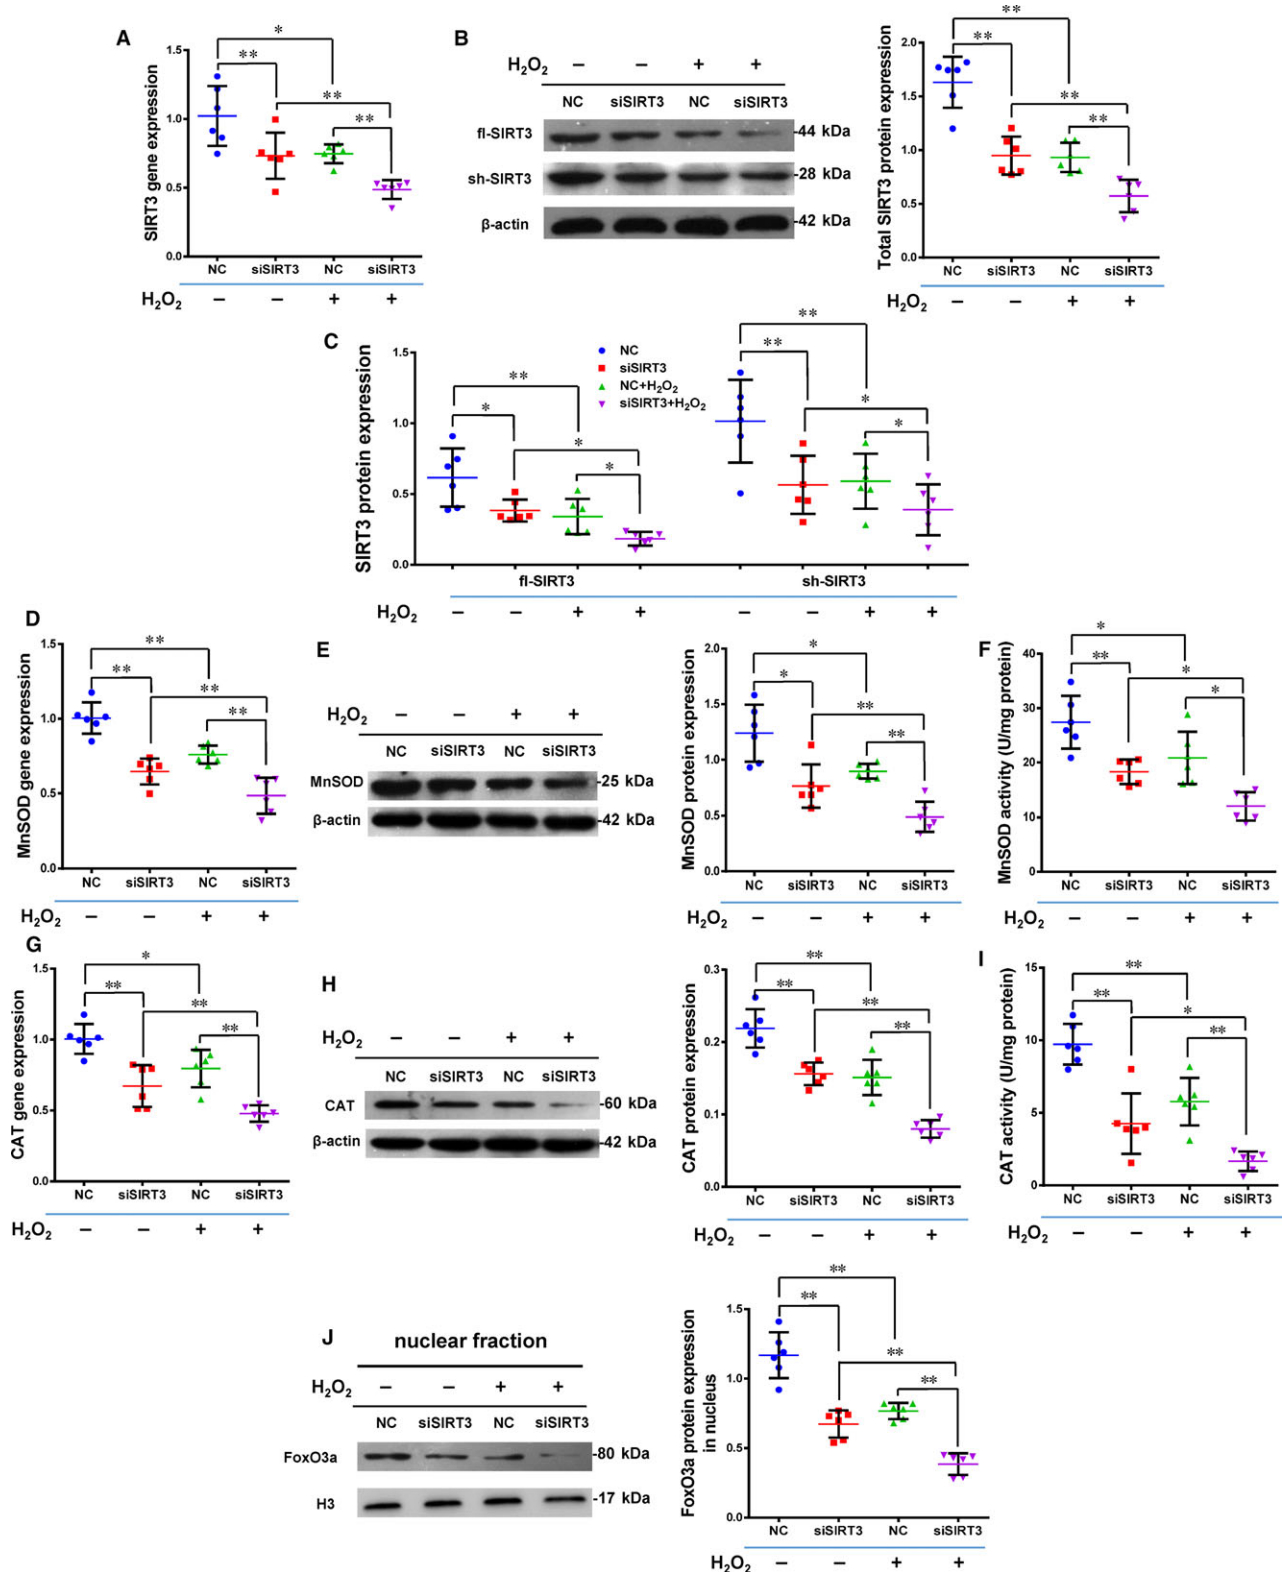 A
SIRT3 gene expression
1.5
1.0
0.5
0.0
*
**
**
**
NC siSIRT3 NC siSIRT3
H₂O₂ – – + +
B
H₂O₂ – – + +
NC siSIRT3 NC siSIRT3
fl-SIRT3 -44 kDa
sh-SIRT3 -28 kDa
β-actin -42 kDa
Total SIRT3 protein expression
2.0
1.5
1.0
0.5
0.0
**
**
**
**
NC siSIRT3 NC siSIRT3
H₂O₂ – – + +
C
SIRT3 protein expression
1.5
1.0
0.5
0.0
NC
siSIRT3
NC+H₂O₂
siSIRT3+H₂O₂
**
*
*
*
**
**
*
*
fl-SIRT3 sh-SIRT3
H₂O₂ – – + + – – + +
D
MnSOD gene expression
1.5
1.0
0.5
0.0
**
**
**
**
NC siSIRT3 NC siSIRT3
H₂O₂ – – + +
E
H₂O₂ – – + +
NC siSIRT3 NC siSIRT3
MnSOD -25 kDa
β-actin -42 kDa
MnSOD protein expression
2.0
1.5
1.0
0.5
0.0
*
*
**
**
NC siSIRT3 NC siSIRT3
H₂O₂ – – + +
F
MnSOD activity (U/mg protein)
40
30
20
10
0
*
**
*
*
NC siSIRT3 NC siSIRT3
H₂O₂ – – + +
G
CAT gene expression
1.5
1.0
0.5
0.0
*
**
**
**
NC siSIRT3 NC siSIRT3
H₂O₂ – – + +
H
H₂O₂ – – + +
NC siSIRT3 NC siSIRT3
CAT -60 kDa
β-actin -42 kDa
CAT protein expression
0.3
0.2
0.1
0.0
**
**
**
**
NC siSIRT3 NC siSIRT3
H₂O₂ – – + +
I
CAT activity (U/mg protein)
15
10
5
0
**
**
*
**
NC siSIRT3 NC siSIRT3
H₂O₂ – – + +
J
nuclear fraction
H₂O₂ – – + +
NC siSIRT3 NC siSIRT3
FoxO3a -80 kDa
H3 -17 kDa
FoxO3a protein expression
in nucleus
1.5
1.0
0.5
0.0
**
**
**
**
NC siSIRT3 NC siSIRT3
H₂O₂ – – + +